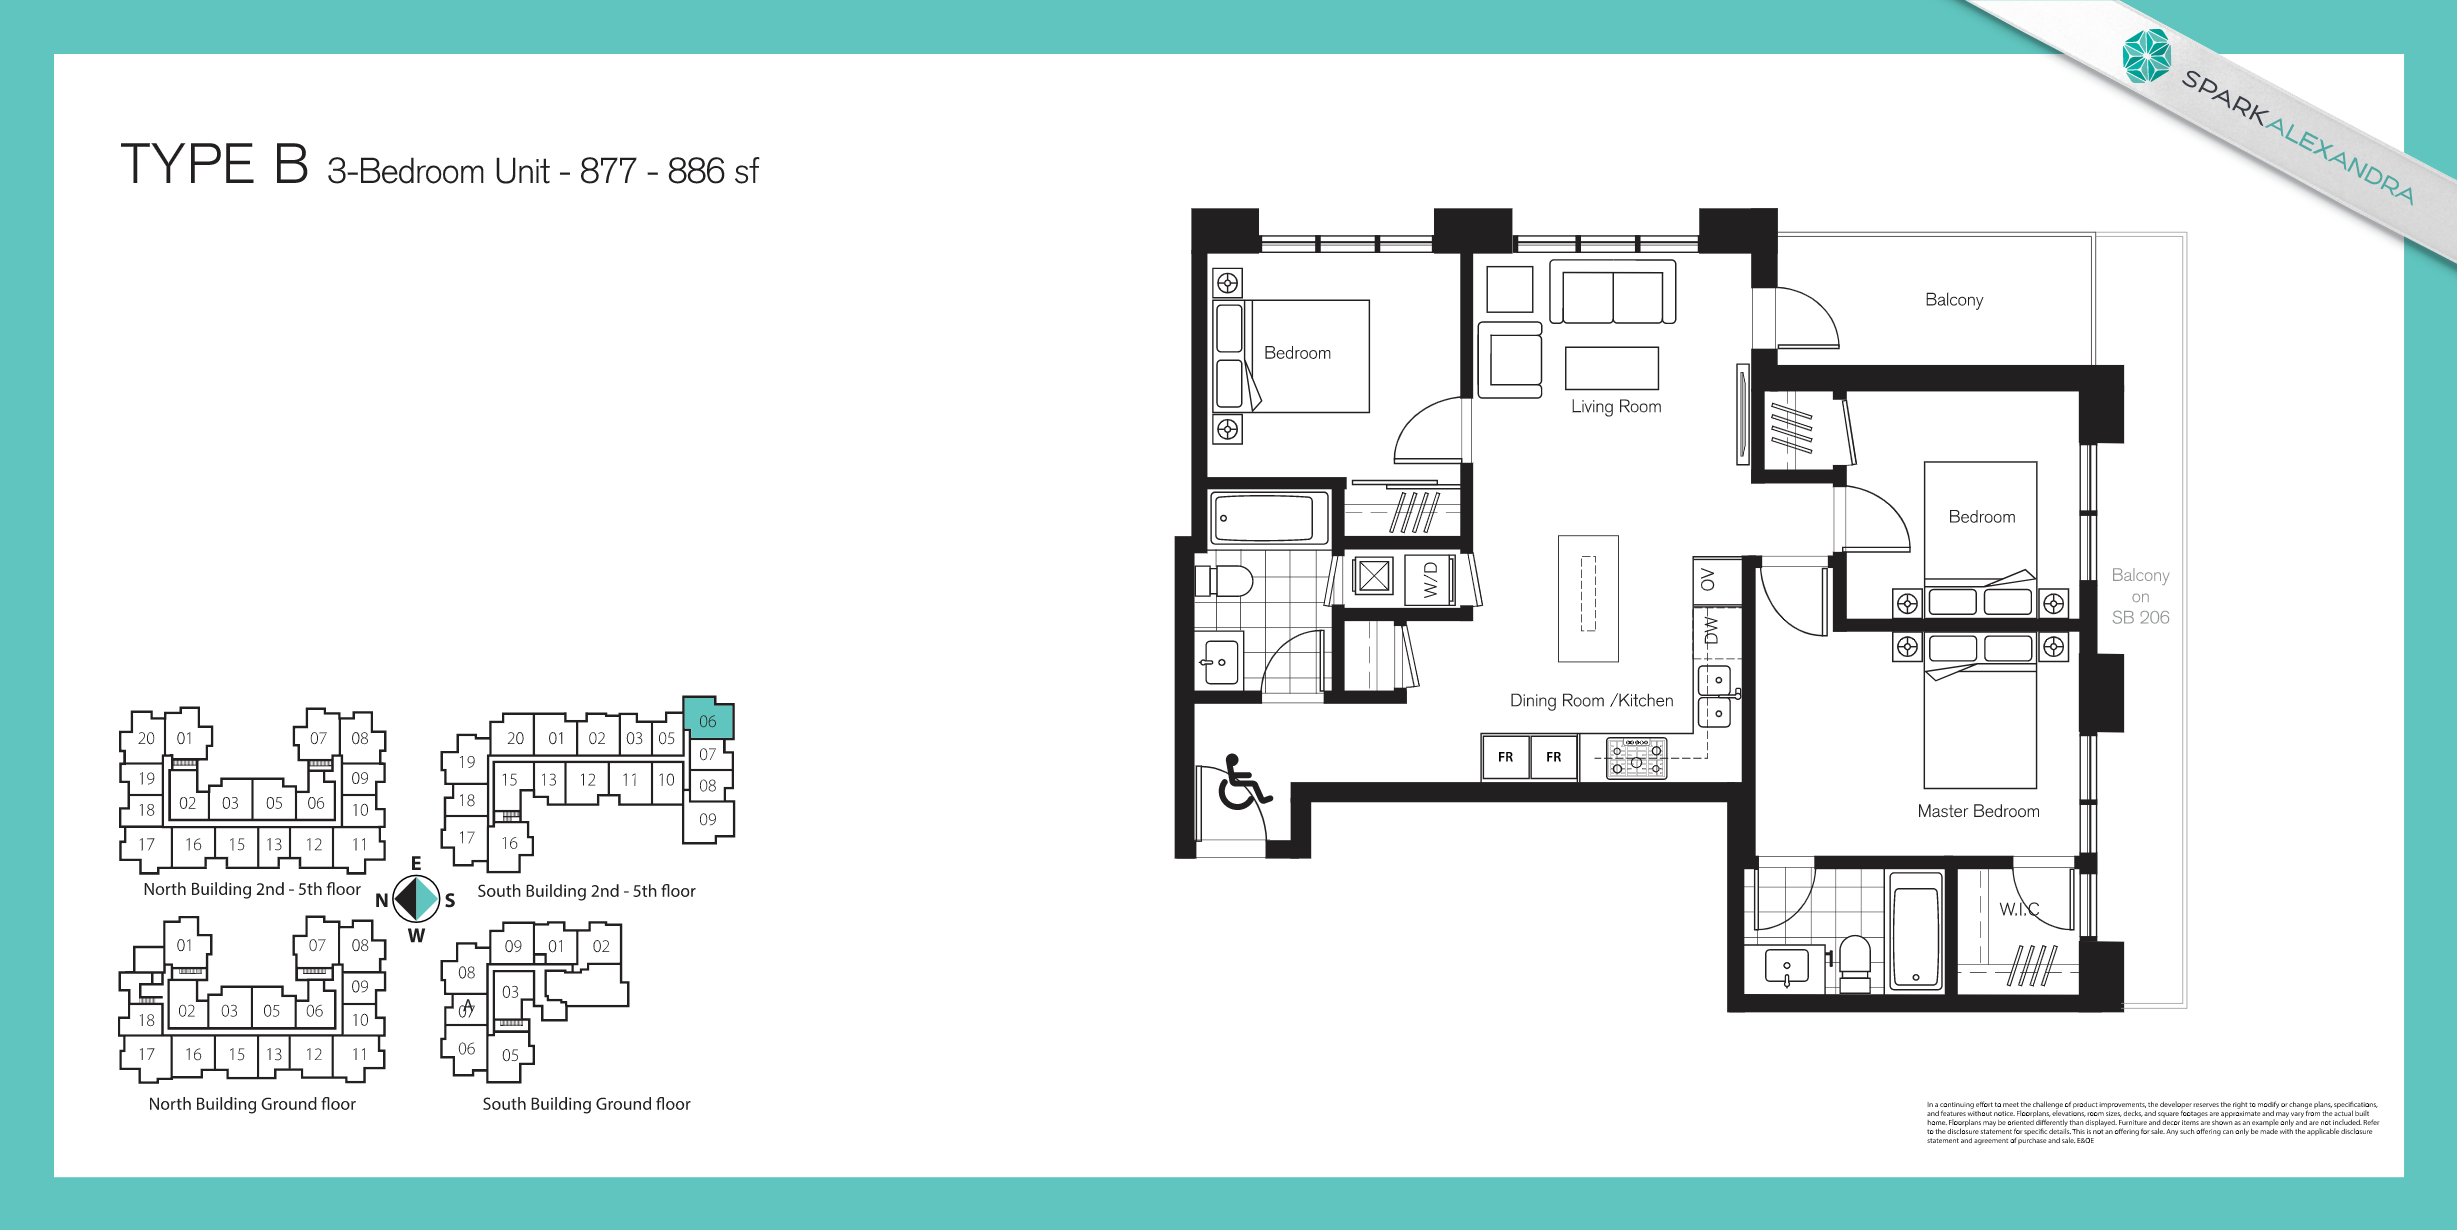 SPARKALEXANDRA
TYPE B 3-Bedroom Unit - 877 - 886 sf
Balcony
Bedroom
Living Room
Bedroom
Balcony
on
SB 206
W/D
OV
DW
Dining Room /Kitchen
FR FR
Master Bedroom
W.I.C
20 01 07 08
19 09
02 03 05 06
18 10
17 16 15 13 12 11
North Building 2nd - 5th floor
06
20 01 02 03 05
07
19
15 13 12 11 10
08
18
09
17 16
South Building 2nd - 5th floor
E
N S
W
01 07 08
09
02 03 05 06
18 10
17 16 15 13 12 11
North Building Ground floor
09 01 02
08
03
A
07
06 05
South Building Ground floor
In a continuing effort to meet the challenge of product improvements, the developer reserves the right to modify or change plans, specifications,
and features without notice. Floorplans, elevations, room sizes, decks, and square footages are approximate and may vary from the actual built
home. Floorplans may be oriented differently than displayed. Furniture and decor items are shown as an example only and are not included. Refer
to the disclosure statement for specific details. This is not an offering for sale. Any such offering can only be made with the applicable disclosure
statement and agreement of purchase and sale. E&OE